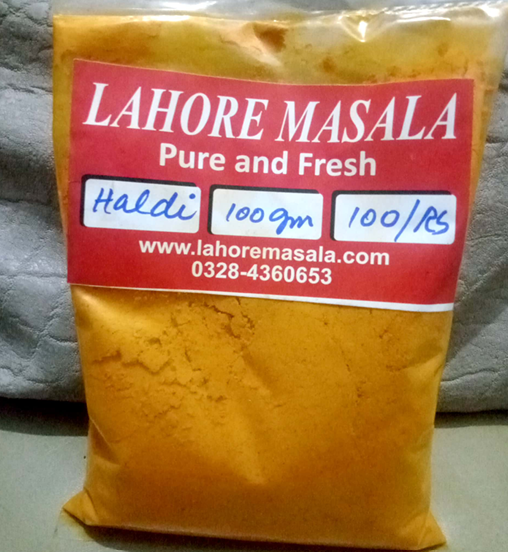 LAHORE MASALA
Pure and Fresh
Haldi 100gm 100/RS
www.lahoremasala.com
0328-4360653